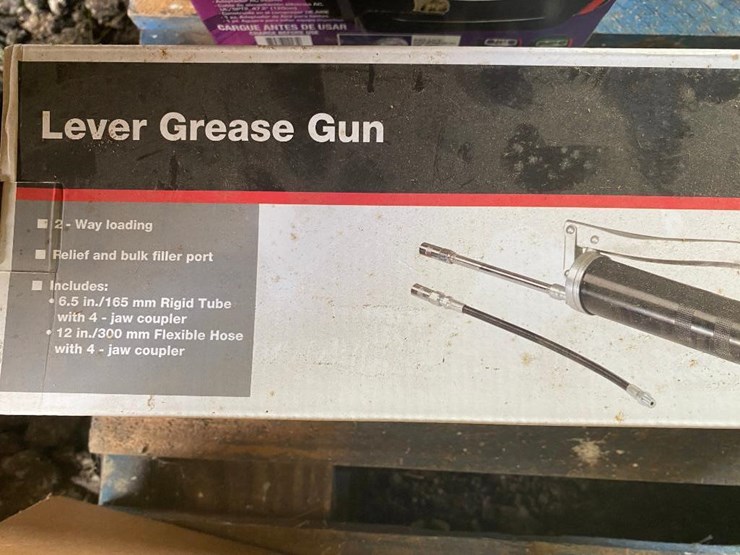 CARGUE ANTES DE USAR
Lever Grease Gun
2 - Way loading
Relief and bulk filler port
Includes:
• 6.5 in./165 mm Rigid Tube
with 4 - jaw coupler
• 12 in./300 mm Flexible Hose
with 4 - jaw coupler